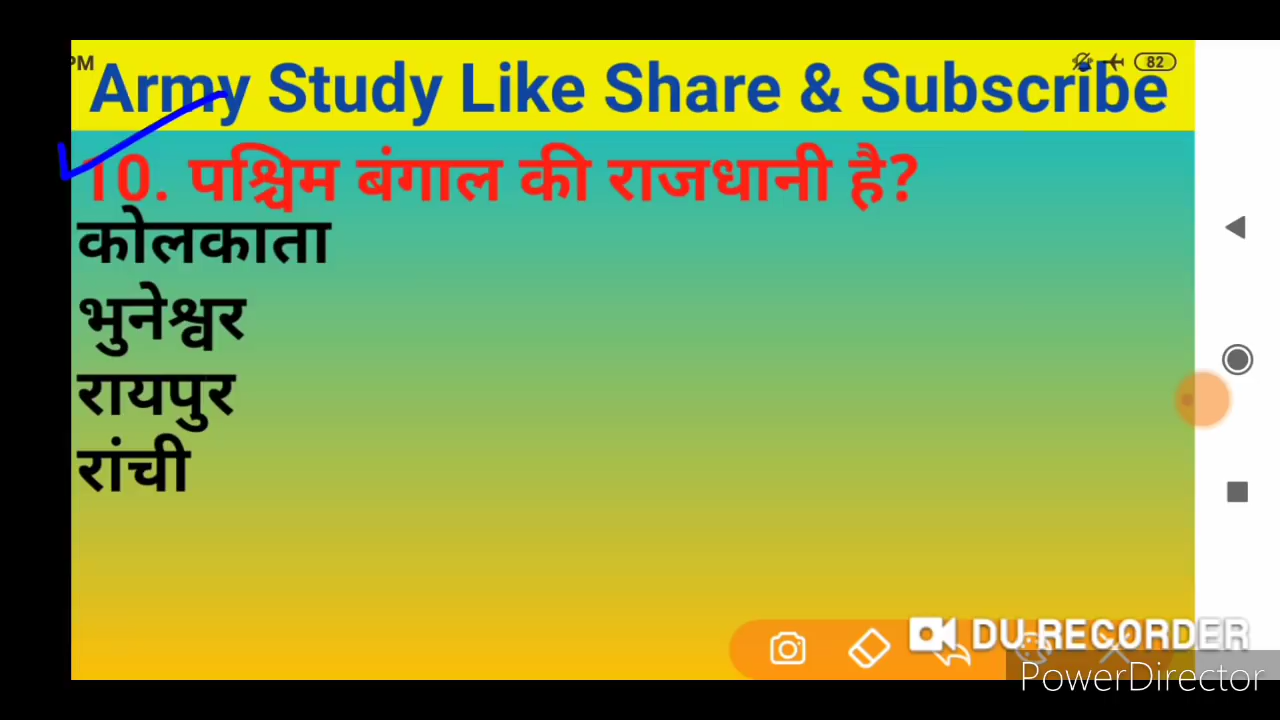 PM
82
Army Study Like Share & Subscribe
10. पश्चिम बंगाल की राजधानी है?
कोलकाता
भुनेश्वर
रायपुर
रांची
DU RECORDER
PowerDirector